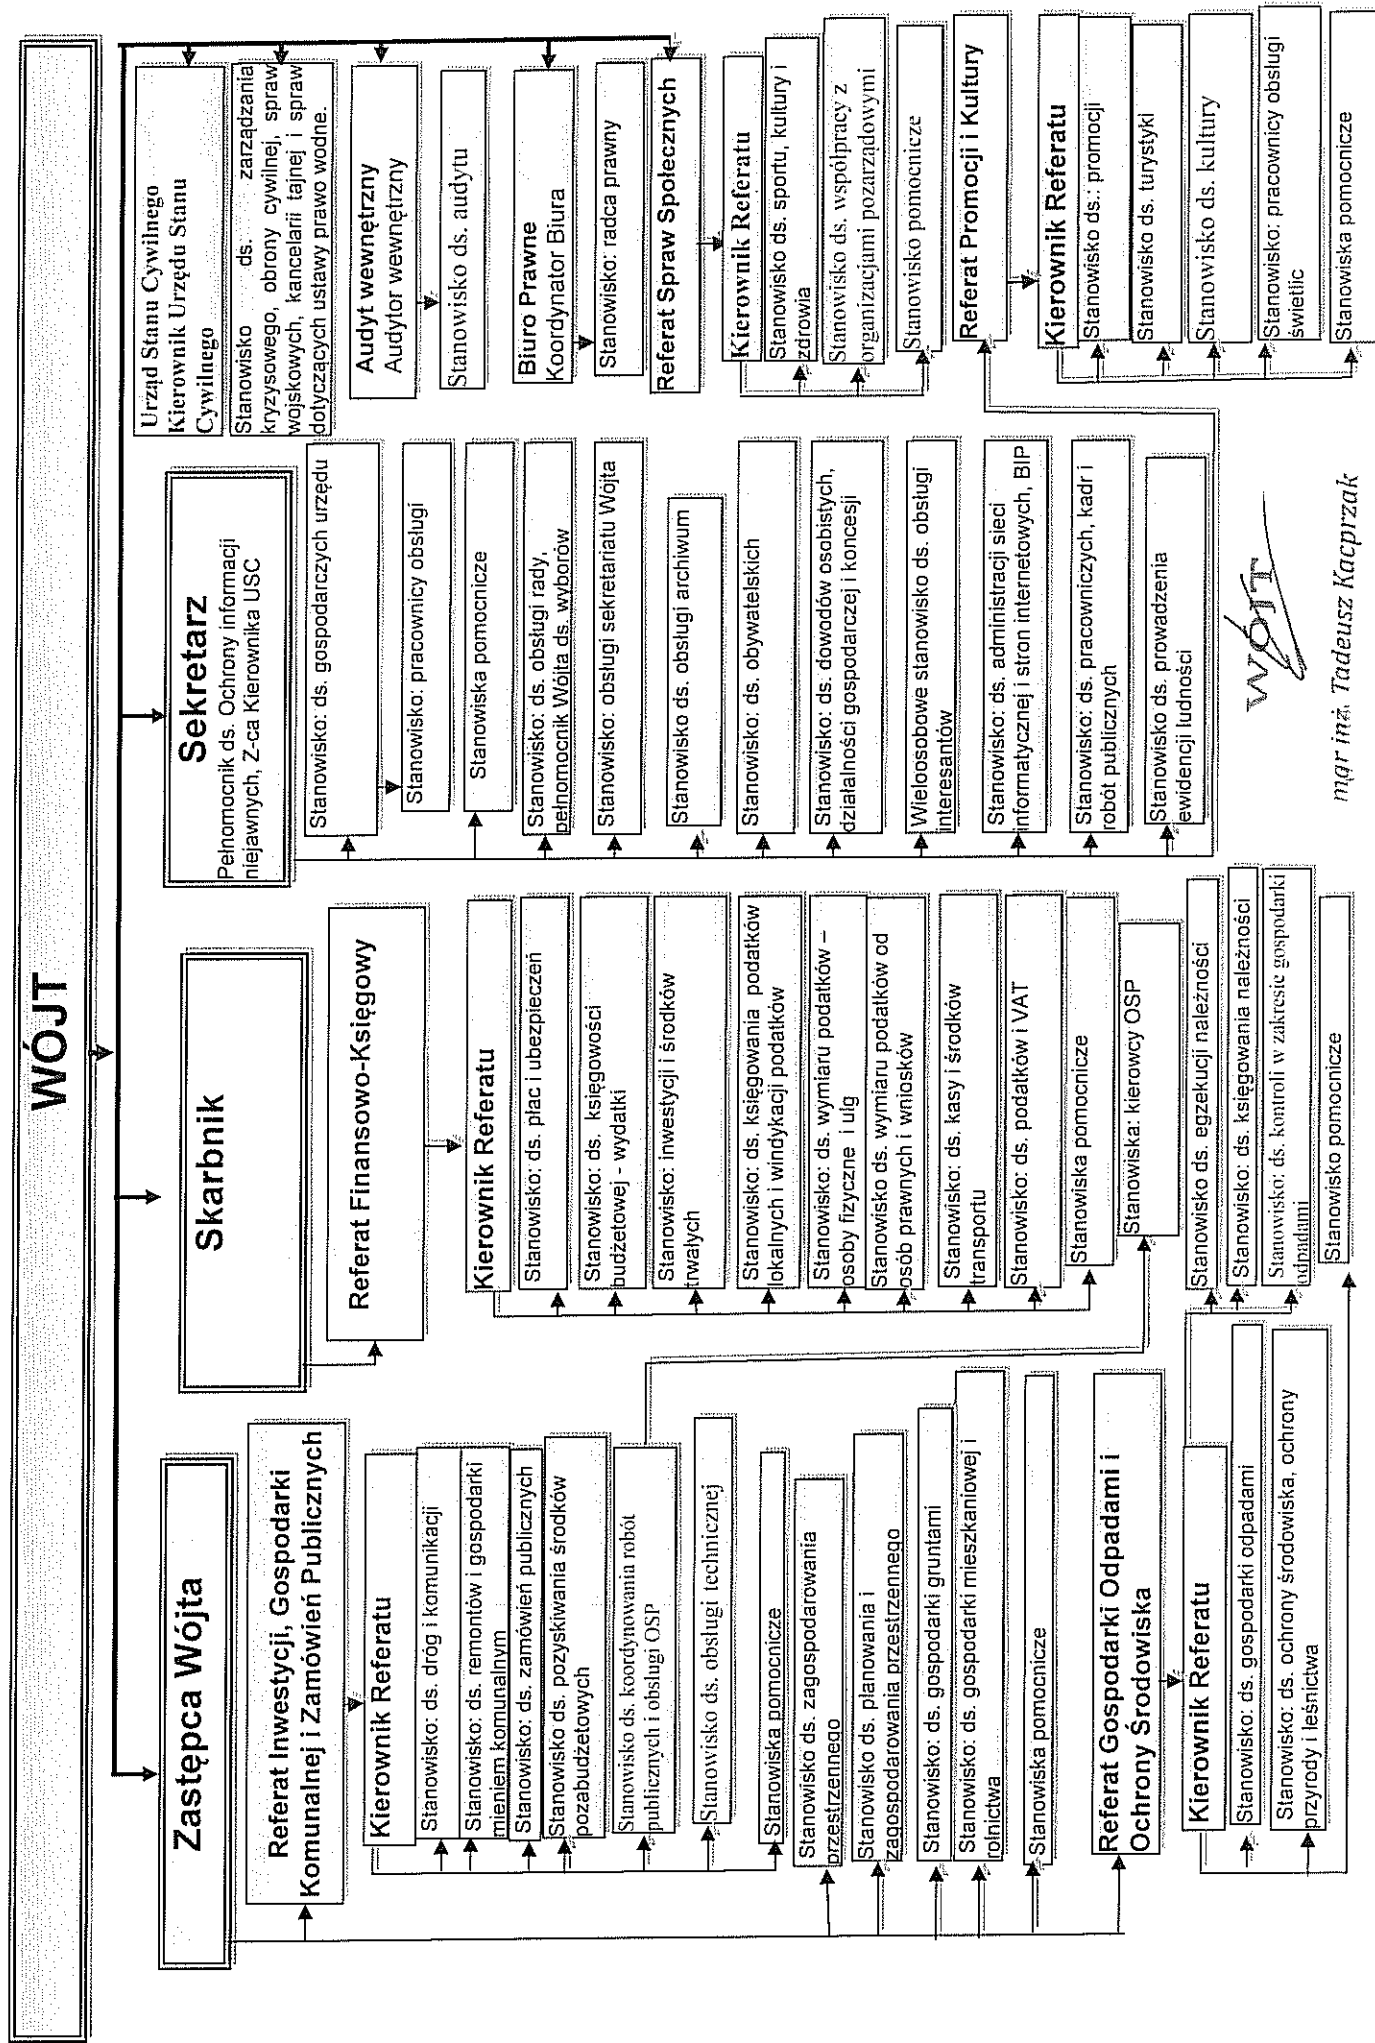 WÓJT
Zastępca Wójta
Referat Inwestycji, Gospodarki
Komunalnej i Zamówień Publicznych
Kierownik Referatu
Stanowisko: ds. dróg i komunikacji
Stanowisko: ds. remontów i gospodarki
mieniem komunalnym
Stanowisko: ds. zamówień publicznych
Stanowisko ds. pozyskiwania środków
pozabudżetowych
Stanowisko ds. koordynowania robót
publicznych i obsługi OSP
Stanowisko ds. obsługi technicznej
Stanowiska pomocnicze
Stanowisko ds. zagospodarowania
przestrzennego
Stanowisko ds. planowania i
zagospodarowania przestrzennego
Stanowisko: ds. gospodarki gruntami
Stanowisko: ds. gospodarki mieszkaniowej i
rolnictwa
Stanowiska pomocnicze
Referat Gospodarki Odpadami i
Ochrony Środowiska
Kierownik Referatu
Stanowisko: ds. gospodarki odpadami
Stanowisko: ds. ochrony środowiska, ochrony
przyrody i leśnictwa
Skarbnik
Referat Finansowo-Księgowy
Kierownik Referatu
Stanowisko: ds. płac i ubezpieczeń
Stanowisko: ds. księgowości
budżetowej - wydatki
Stanowisko: inwestycji i środków
trwałych
Stanowisko: ds. księgowania podatków
lokalnych i windykacji podatków
Stanowisko: ds. wymiaru podatków –
osoby fizyczne i ulg
Stanowisko ds. wymiaru podatków od
osób prawnych i wniosków
Stanowisko: ds. kasy i środków
transportu
Stanowisko: ds. podatków i VAT
Stanowiska pomocnicze
Stanowiska: kierowcy OSP
Stanowisko ds. egzekucji należności
Stanowisko: ds. księgowania należności
Stanowisko: ds. kontroli w zakresie gospodarki
odpadami
Stanowisko pomocnicze
Sekretarz
Pełnomocnik ds. Ochrony informacji
niejawnych, Z-ca Kierownika USC
Stanowisko: ds. gospodarczych urzędu
Stanowisko: pracownicy obsługi
Stanowiska pomocnicze
Stanowisko: ds. obsługi rady,
pełnomocnik Wójta ds. wyborów
Stanowisko: obsługi sekretariatu Wójta
Stanowisko ds. obsługi archiwum
Stanowisko: ds. obywatelskich
Stanowisko: ds. dowodów osobistych,
działalności gospodarczej i koncesji
Wieloosobowe stanowisko ds. obsługi
interesantów
Stanowisko: ds. administracji sieci
informatycznej i stron internetowych, BIP
Stanowisko: ds. pracowniczych, kadr i
robót publicznych
Stanowisko ds. prowadzenia
ewidencji ludności
Urząd Stanu Cywilnego
Kierownik Urzędu Stanu
Cywilnego
Stanowisko ds. zarządzania
kryzysowego, obrony cywilnej, spraw
wojskowych, kancelarii tajnej i spraw
dotyczących ustawy prawo wodne.
Audyt wewnętrzny
Audytor wewnętrzny
Stanowisko ds. audytu
Biuro Prawne
Koordynator Biura
Stanowisko: radca prawny
Referat Spraw Społecznych
Kierownik Referatu
Stanowisko ds. sportu, kultury i
zdrowia
Stanowisko ds. współpracy z
organizacjami pozarządowymi
Stanowisko pomocnicze
Referat Promocji i Kultury
Kierownik Referatu
Stanowisko ds.: promocji
Stanowisko ds. turystyki
Stanowisko ds. kultury
Stanowisko: pracownicy obsługi
świetlic
Stanowiska pomocnicze
WÓJT
mgr inż. Tadeusz Kacprzak